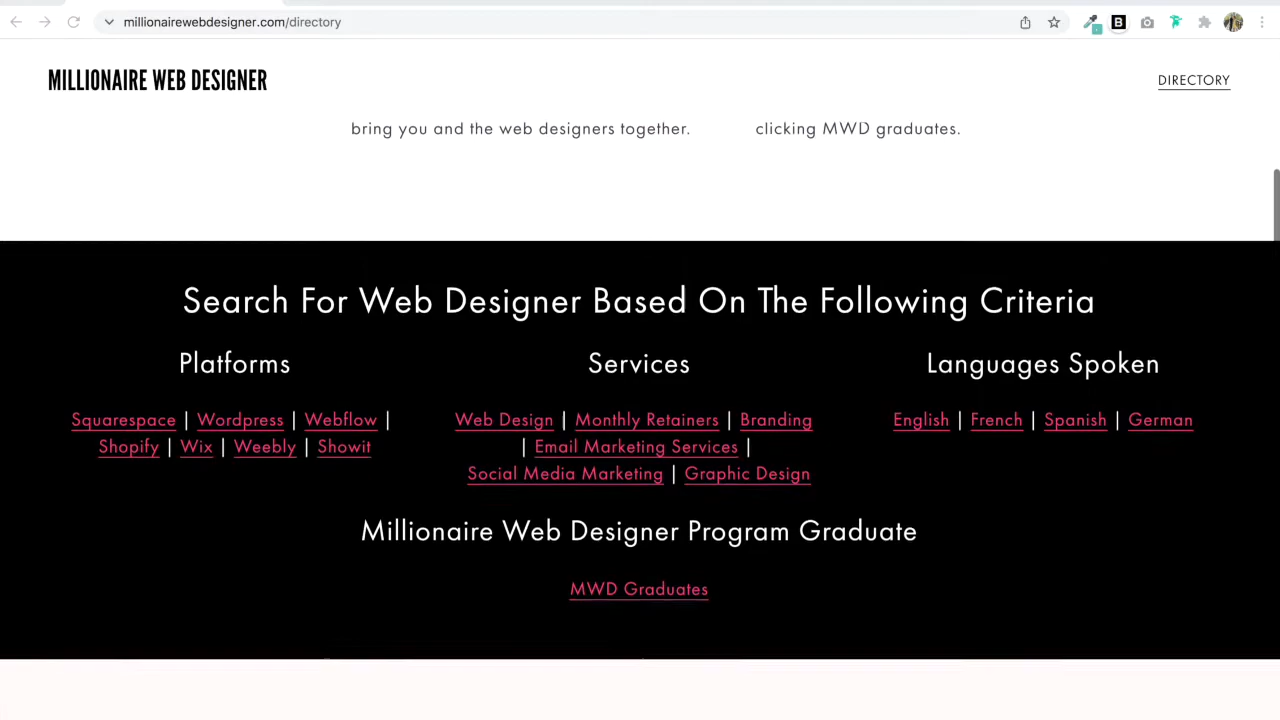 millionairewebdesigner.com/directory
MILLIONAIRE WEB DESIGNER
DIRECTORY
bring you and the web designers together.
clicking MWD graduates.
Search For Web Designer Based On The Following Criteria
Platforms
Squarespace | Wordpress | Webflow |
Shopify | Wix | Weebly | Showit
Services
Web Design | Monthly Retainers | Branding
| Email Marketing Services |
Social Media Marketing | Graphic Design
Languages Spoken
English | French | Spanish | German
Millionaire Web Designer Program Graduate
MWD Graduates